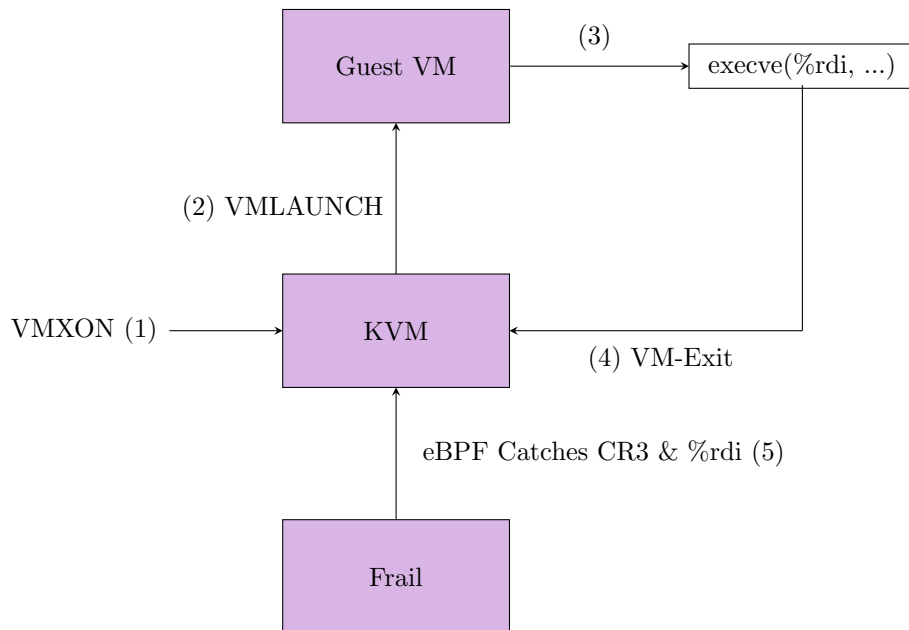 Guest VM
(3)
execve(%rdi, ...)
(2) VMLAUNCH
VMXON (1)
KVM
(4) VM-Exit
eBPF Catches CR3 & %rdi (5)
Frail